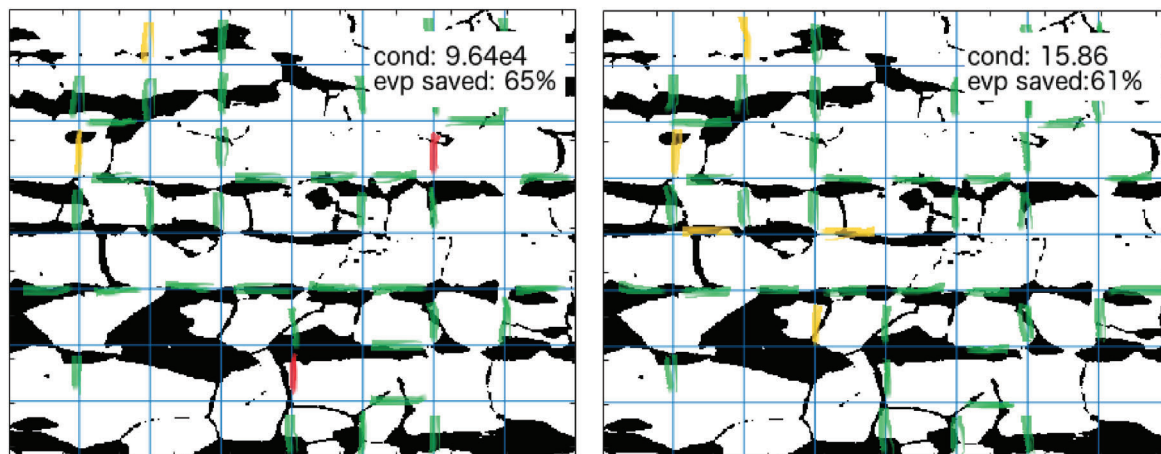 cond: 9.64e4
evp saved: 65%
cond: 15.86
evp saved:61%